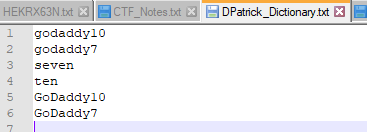 HEKRX63N.txt CTF_Notes.txt DPatrick_Dictionary.txt
1 godaddy10
2 godaddy7
3 seven
4 ten
5 GoDaddy10
6 GoDaddy7
7